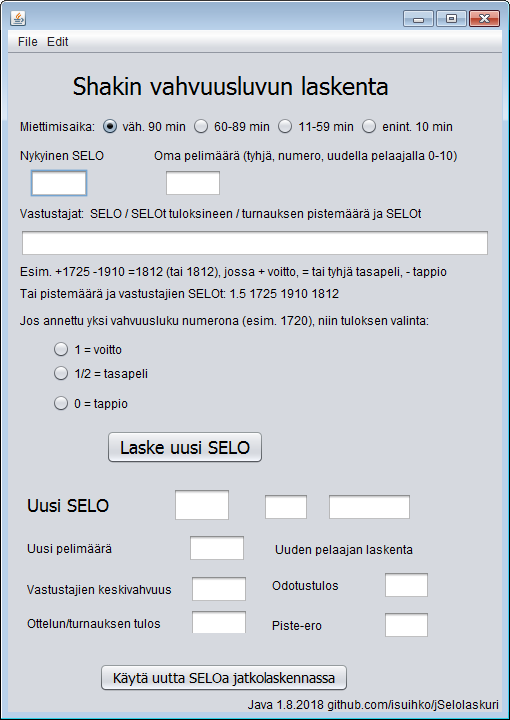 File Edit
Shakin vahvuusluvun laskenta
Miettimisaika: väh. 90 min 60-89 min 11-59 min enint. 10 min
Nykyinen SELO Oma pelimäärä (tyhjä, numero, uudella pelaajalla 0-10)
Vastustajat: SELO / SELOt tuloksineen / turnauksen pistemäärä ja SELOt
Esim. +1725 -1910 =1812 (tai 1812), jossa + voitto, = tai tyhjä tasapeli, - tappio
Tai pistemäärä ja vastustajien SELOt: 1.5 1725 1910 1812
Jos annettu yksi vahvuusluku numerona (esim. 1720), niin tuloksen valinta:
1 = voitto
1/2 = tasapeli
0 = tappio
Laske uusi SELO
Uusi SELO
Uusi pelimäärä Uuden pelaajan laskenta
Vastustajien keskivahvuus Odotustulos
Ottelun/turnauksen tulos Piste-ero
Käytä uutta SELOa jatkolaskennassa
Java 1.8.2018 github.com/isuihko/jSelolaskuri